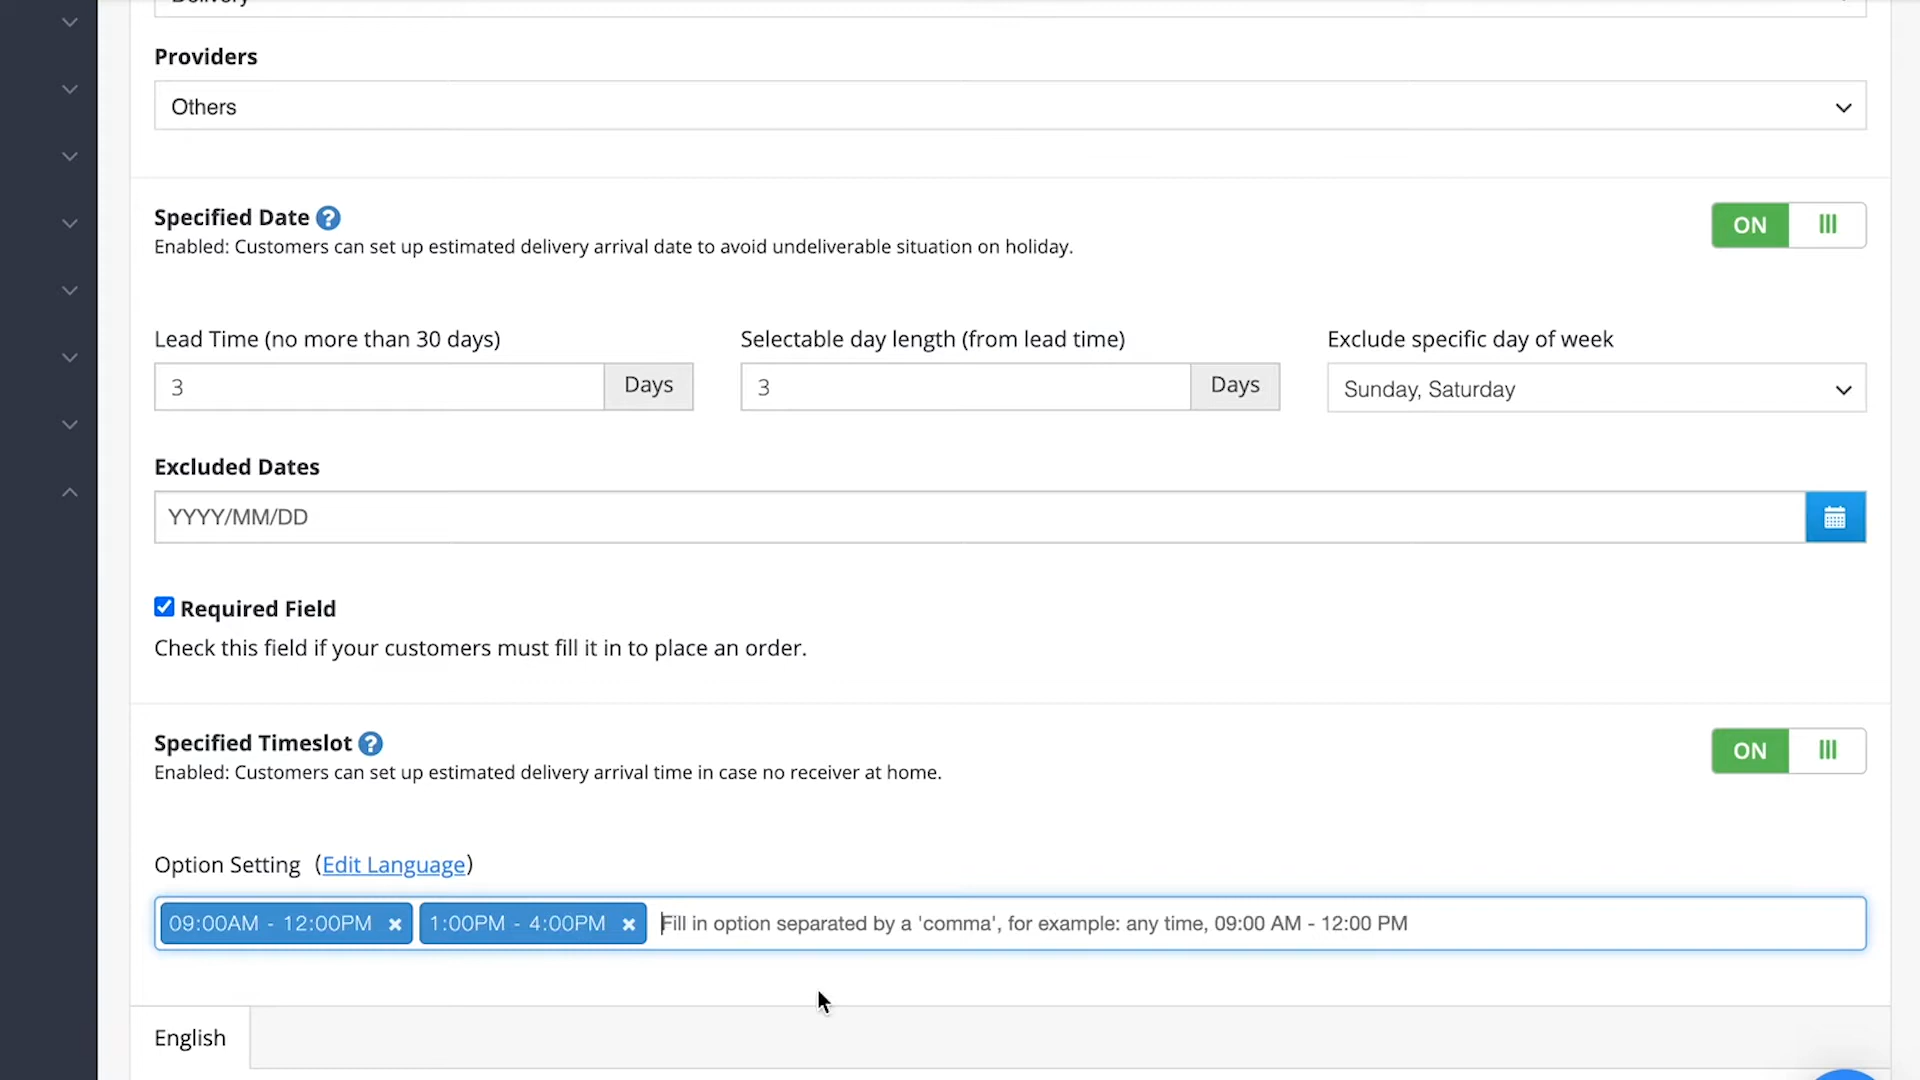 Delivery
Providers
Others
Specified Date ?
ON
Enabled: Customers can set up estimated delivery arrival date to avoid undeliverable situation on holiday.
Lead Time (no more than 30 days)
Selectable day length (from lead time)
Exclude specific day of week
3 Days
3 Days
Sunday, Saturday
Excluded Dates
YYYY/MM/DD
Required Field
Check this field if your customers must fill it in to place an order.
Specified Timeslot ?
ON
Enabled: Customers can set up estimated delivery arrival time in case no receiver at home.
Option Setting (Edit Language)
09:00AM - 12:00PM × 1:00PM - 4:00PM × Fill in option separated by a 'comma', for example: any time, 09:00 AM - 12:00 PM
English